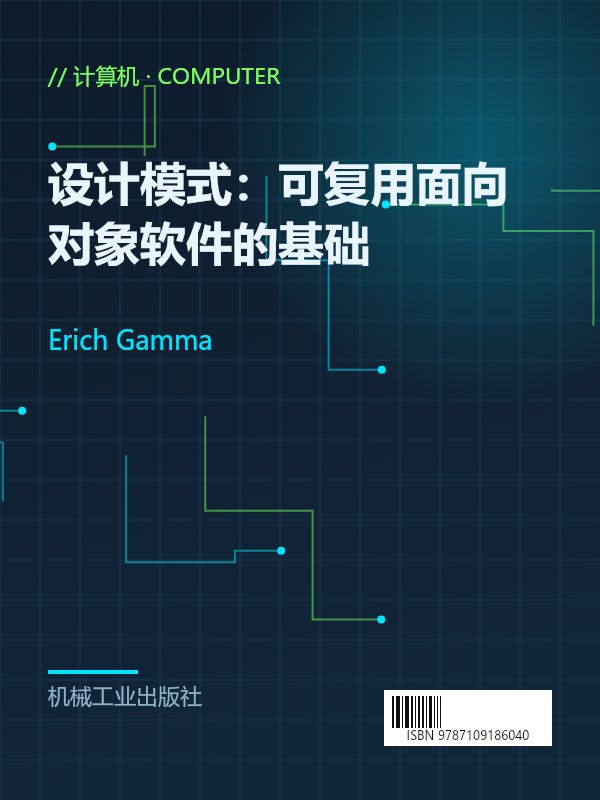 // 计算机 · COMPUTER
设计模式：可复用面向
对象软件的基础
Erich Gamma
机械工业出版社
ISBN 9787109186040